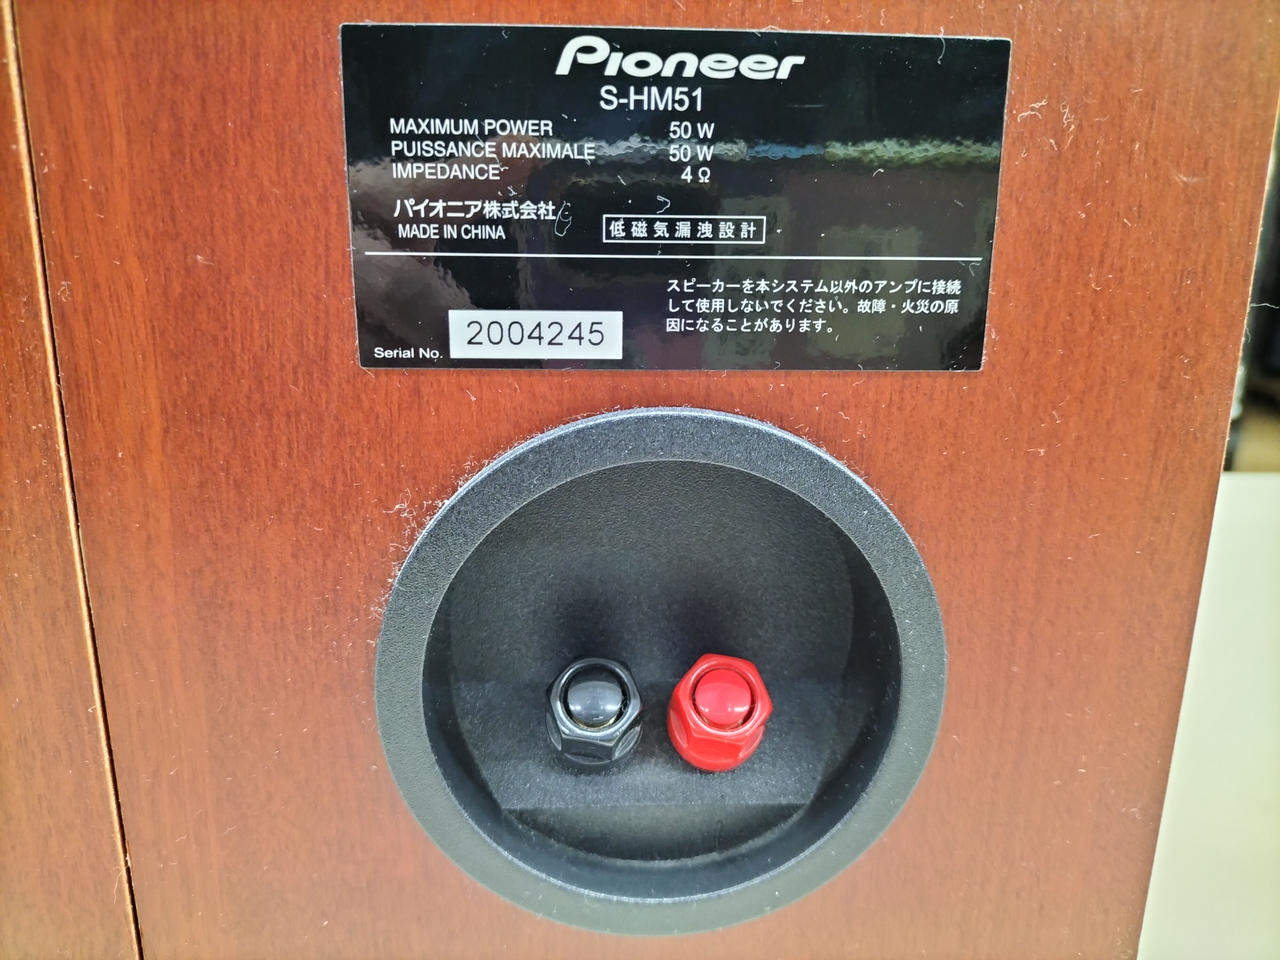 Pioneer
S-HM51
MAXIMUM POWER 50 W
PUISSANCE MAXIMALE 50 W
IMPEDANCE 4 Ω
パイオニア株式会社
MADE IN CHINA
低磁気漏洩設計
スピーカーを本システム以外のアンプに接続
して使用しないでください。故障・火災の原
因になることがあります。
Serial No. 2004245